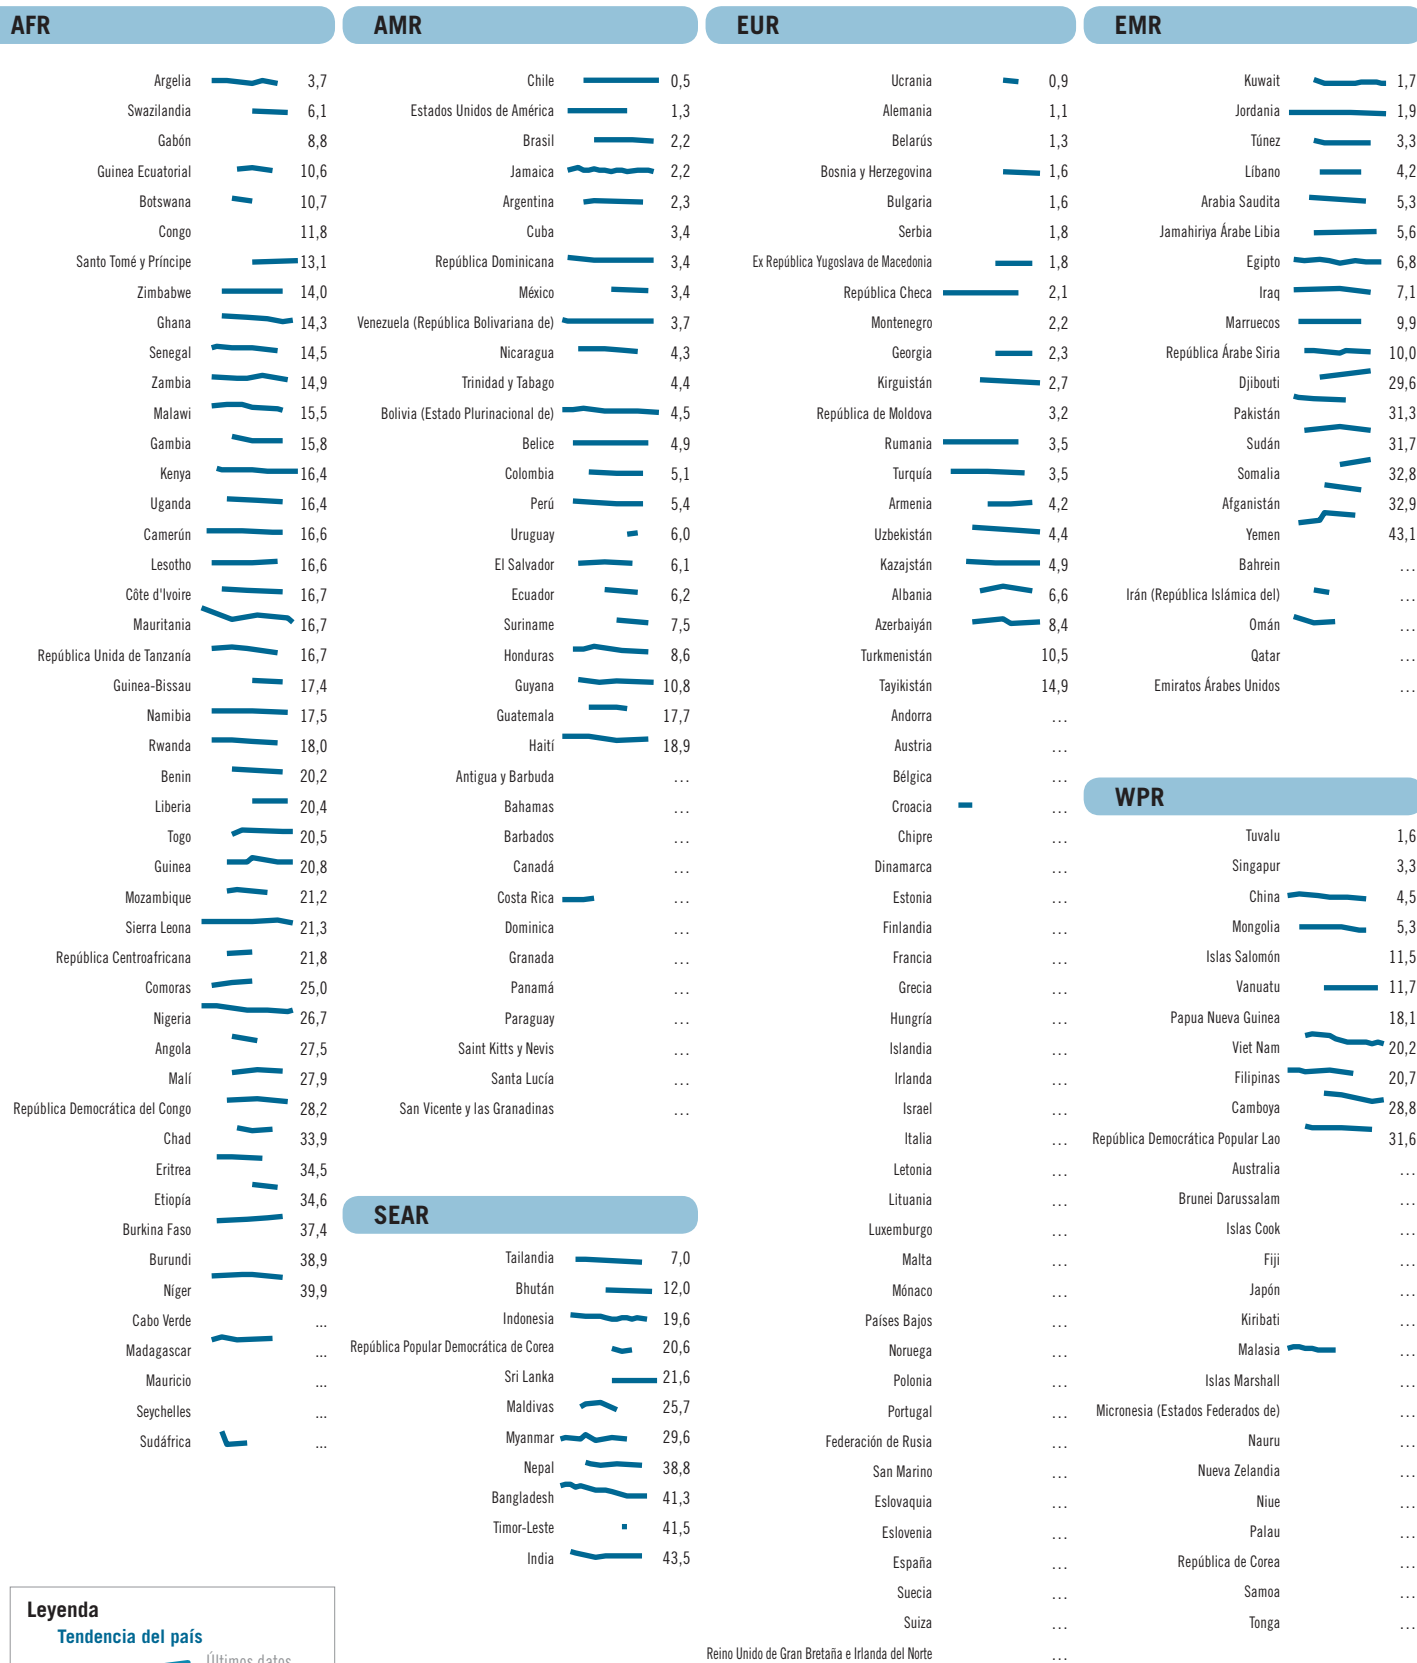 AFR
Argelia 3,7
Swazilandia 6,1
Gabón 8,8
Guinea Ecuatorial 10,6
Botswana 10,7
Congo 11,8
Santo Tomé y Príncipe 13,1
Zimbabwe 14,0
Ghana 14,3
Senegal 14,5
Zambia 14,9
Malawi 15,5
Gambia 15,8
Kenya 16,4
Uganda 16,4
Camerún 16,6
Lesotho 16,6
Côte d'Ivoire 16,7
Mauritania 16,7
República Unida de Tanzanía 16,7
Guinea-Bissau 17,4
Namibia 17,5
Rwanda 18,0
Benin 20,2
Liberia 20,4
Togo 20,5
Guinea 20,8
Mozambique 21,2
Sierra Leona 21,3
República Centroafricana 21,8
Comoras 25,0
Nigeria 26,7
Angola 27,5
Malí 27,9
República Democrática del Congo 28,2
Chad 33,9
Eritrea 34,5
Etiopía 34,6
Burkina Faso 37,4
Burundi 38,9
Níger 39,9
Cabo Verde ...
Madagascar ...
Mauricio ...
Seychelles ...
Sudáfrica ...
Leyenda
Tendencia del país
Últimos datos
AMR
Chile 0,5
Estados Unidos de América 1,3
Brasil 2,2
Jamaica 2,2
Argentina 2,3
Cuba 3,4
República Dominicana 3,4
México 3,4
Venezuela (República Bolivariana de) 3,7
Nicaragua 4,3
Trinidad y Tabago 4,4
Bolivia (Estado Plurinacional de) 4,5
Belice 4,9
Colombia 5,1
Perú 5,4
Uruguay 6,0
El Salvador 6,1
Ecuador 6,2
Suriname 7,5
Honduras 8,6
Guyana 10,8
Guatemala 17,7
Haití 18,9
Antigua y Barbuda ...
Bahamas ...
Barbados ...
Canadá ...
Costa Rica ...
Dominica ...
Granada ...
Panamá ...
Paraguay ...
Saint Kitts y Nevis ...
Santa Lucía ...
San Vicente y las Granadinas ...
SEAR
Tailandia 7,0
Bhután 12,0
Indonesia 19,6
República Popular Democrática de Corea 20,6
Sri Lanka 21,6
Maldivas 25,7
Myanmar 29,6
Nepal 38,8
Bangladesh 41,3
Timor-Leste 41,5
India 43,5
EUR
Ucrania 0,9
Alemania 1,1
Belarús 1,3
Bosnia y Herzegovina 1,6
Bulgaria 1,6
Serbia 1,8
Ex República Yugoslava de Macedonia 1,8
República Checa 2,1
Montenegro 2,2
Georgia 2,3
Kirguistán 2,7
República de Moldova 3,2
Rumania 3,5
Turquía 3,5
Armenia 4,2
Uzbekistán 4,4
Kazajstán 4,9
Albania 6,6
Azerbaiyán 8,4
Turkmenistán 10,5
Tayikistán 14,9
Andorra ...
Austria ...
Bélgica ...
Croacia ...
Chipre ...
Dinamarca ...
Estonia ...
Finlandia ...
Francia ...
Grecia ...
Hungría ...
Islandia ...
Irlanda ...
Israel ...
Italia ...
Letonia ...
Lituania ...
Luxemburgo ...
Malta ...
Mónaco ...
Países Bajos ...
Noruega ...
Polonia ...
Portugal ...
Federación de Rusia ...
San Marino ...
Eslovaquia ...
Eslovenia ...
España ...
Suecia ...
Suiza ...
Reino Unido de Gran Bretaña e Irlanda del Norte ...
EMR
Kuwait 1,7
Jordania 1,9
Túnez 3,3
Líbano 4,2
Arabia Saudita 5,3
Jamahiriya Árabe Libia 5,6
Egipto 6,8
Iraq 7,1
Marruecos 9,9
República Árabe Siria 10,0
Djibouti 29,6
Pakistán 31,3
Sudán 31,7
Somalia 32,8
Afganistán 32,9
Yemen 43,1
Bahrein ...
Irán (República Islámica del) ...
Omán ...
Qatar ...
Emiratos Árabes Unidos ...
WPR
Tuvalu 1,6
Singapur 3,3
China 4,5
Mongolia 5,3
Islas Salomón 11,5
Vanuatu 11,7
Papua Nueva Guinea 18,1
Viet Nam 20,2
Filipinas 20,7
Camboya 28,8
República Democrática Popular Lao 31,6
Australia ...
Brunei Darussalam ...
Islas Cook ...
Fiji ...
Japón ...
Kiribati ...
Malasia ...
Islas Marshall ...
Micronesia (Estados Federados de) ...
Nauru ...
Nueva Zelandia ...
Niue ...
Palau ...
República de Corea ...
Samoa ...
Tonga ...